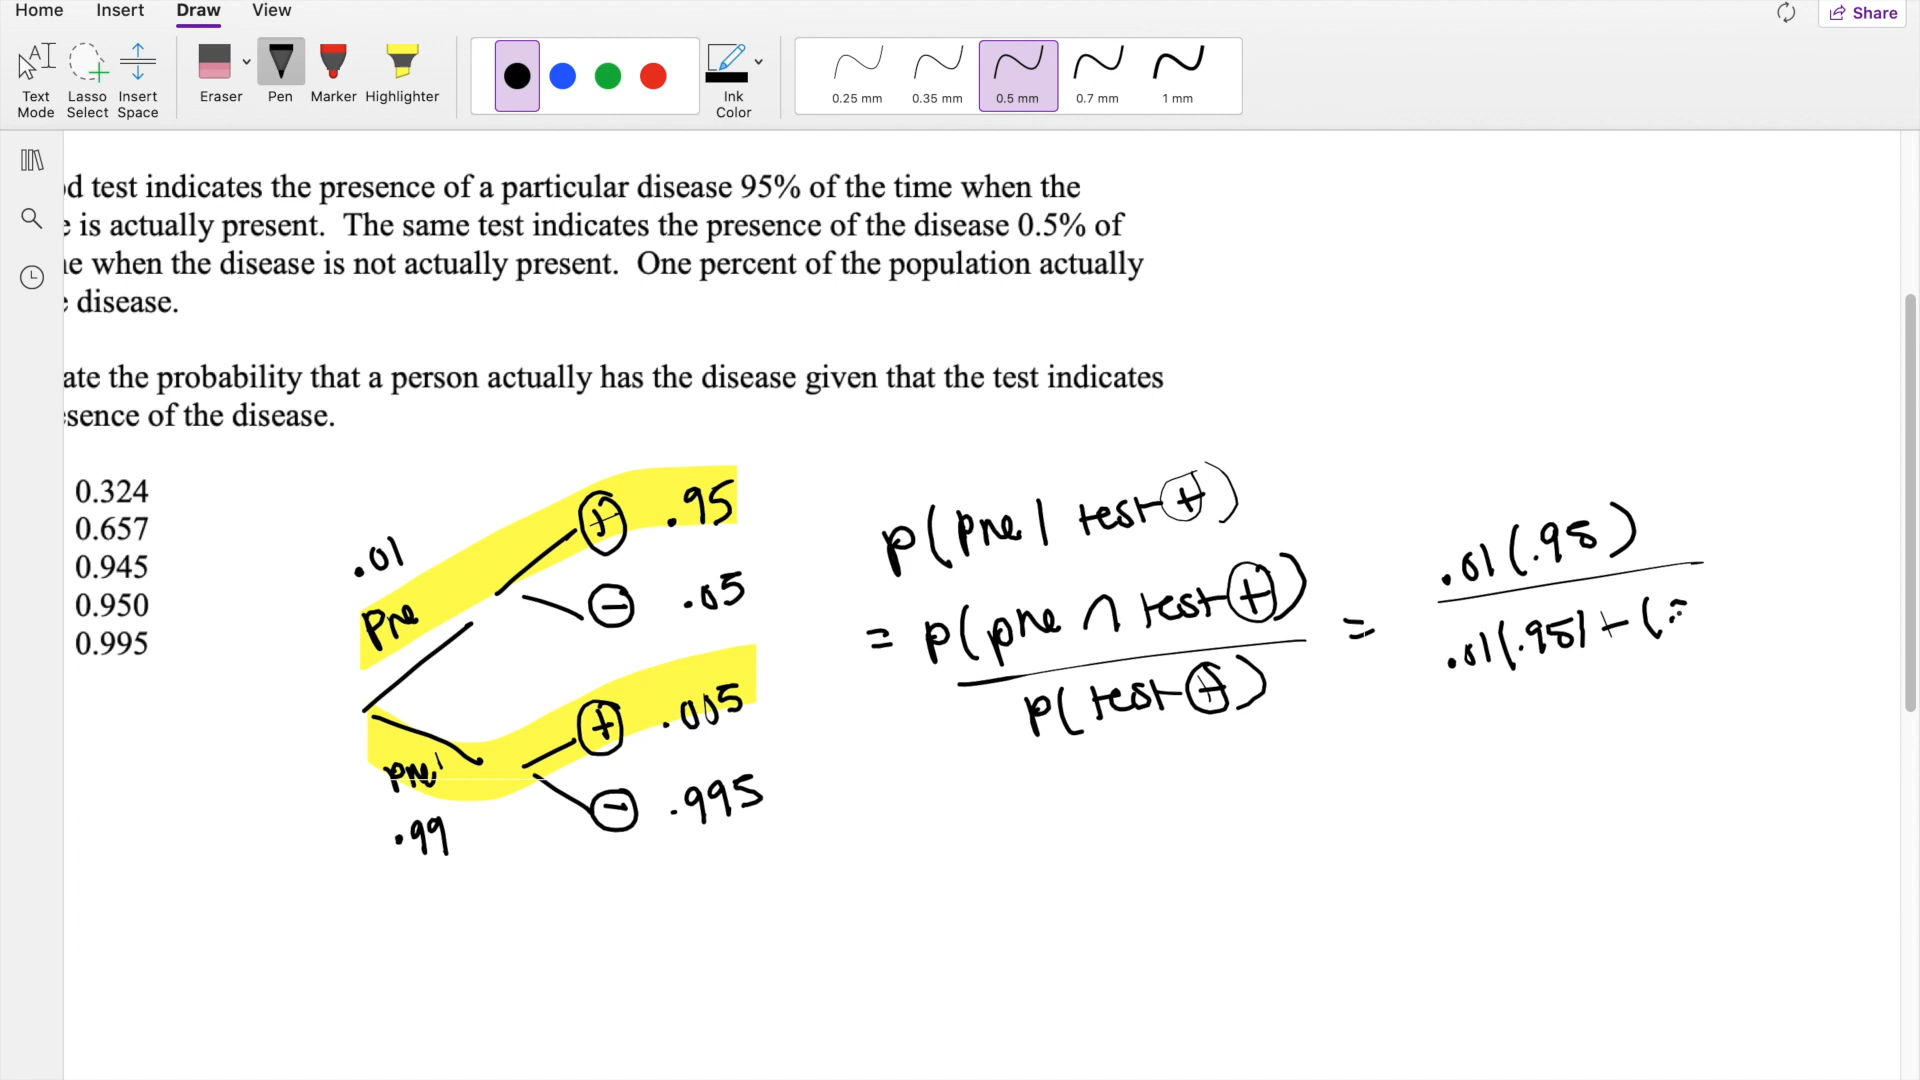 Home Insert Draw View
Share
Text Mode
Lasso Select
Insert Space
Eraser
Pen
Marker
Highlighter
Ink Color
0.25 mm
0.35 mm
0.5 mm
0.7 mm
1 mm
d test indicates the presence of a particular disease 95% of the time when the
e is actually present. The same test indicates the presence of the disease 0.5% of
ne when the disease is not actually present. One percent of the population actually
e disease.
ate the probability that a person actually has the disease given that the test indicates
esence of the disease.
0.324
0.657
0.945
0.950
0.995
.01
Pre
+ .95
− .05
Pre'
.99
+ .005
− .995
P(pre | test +)
= P(pre ∩ test +)
P(test +)
= .01(.95)
.01(.95) + (